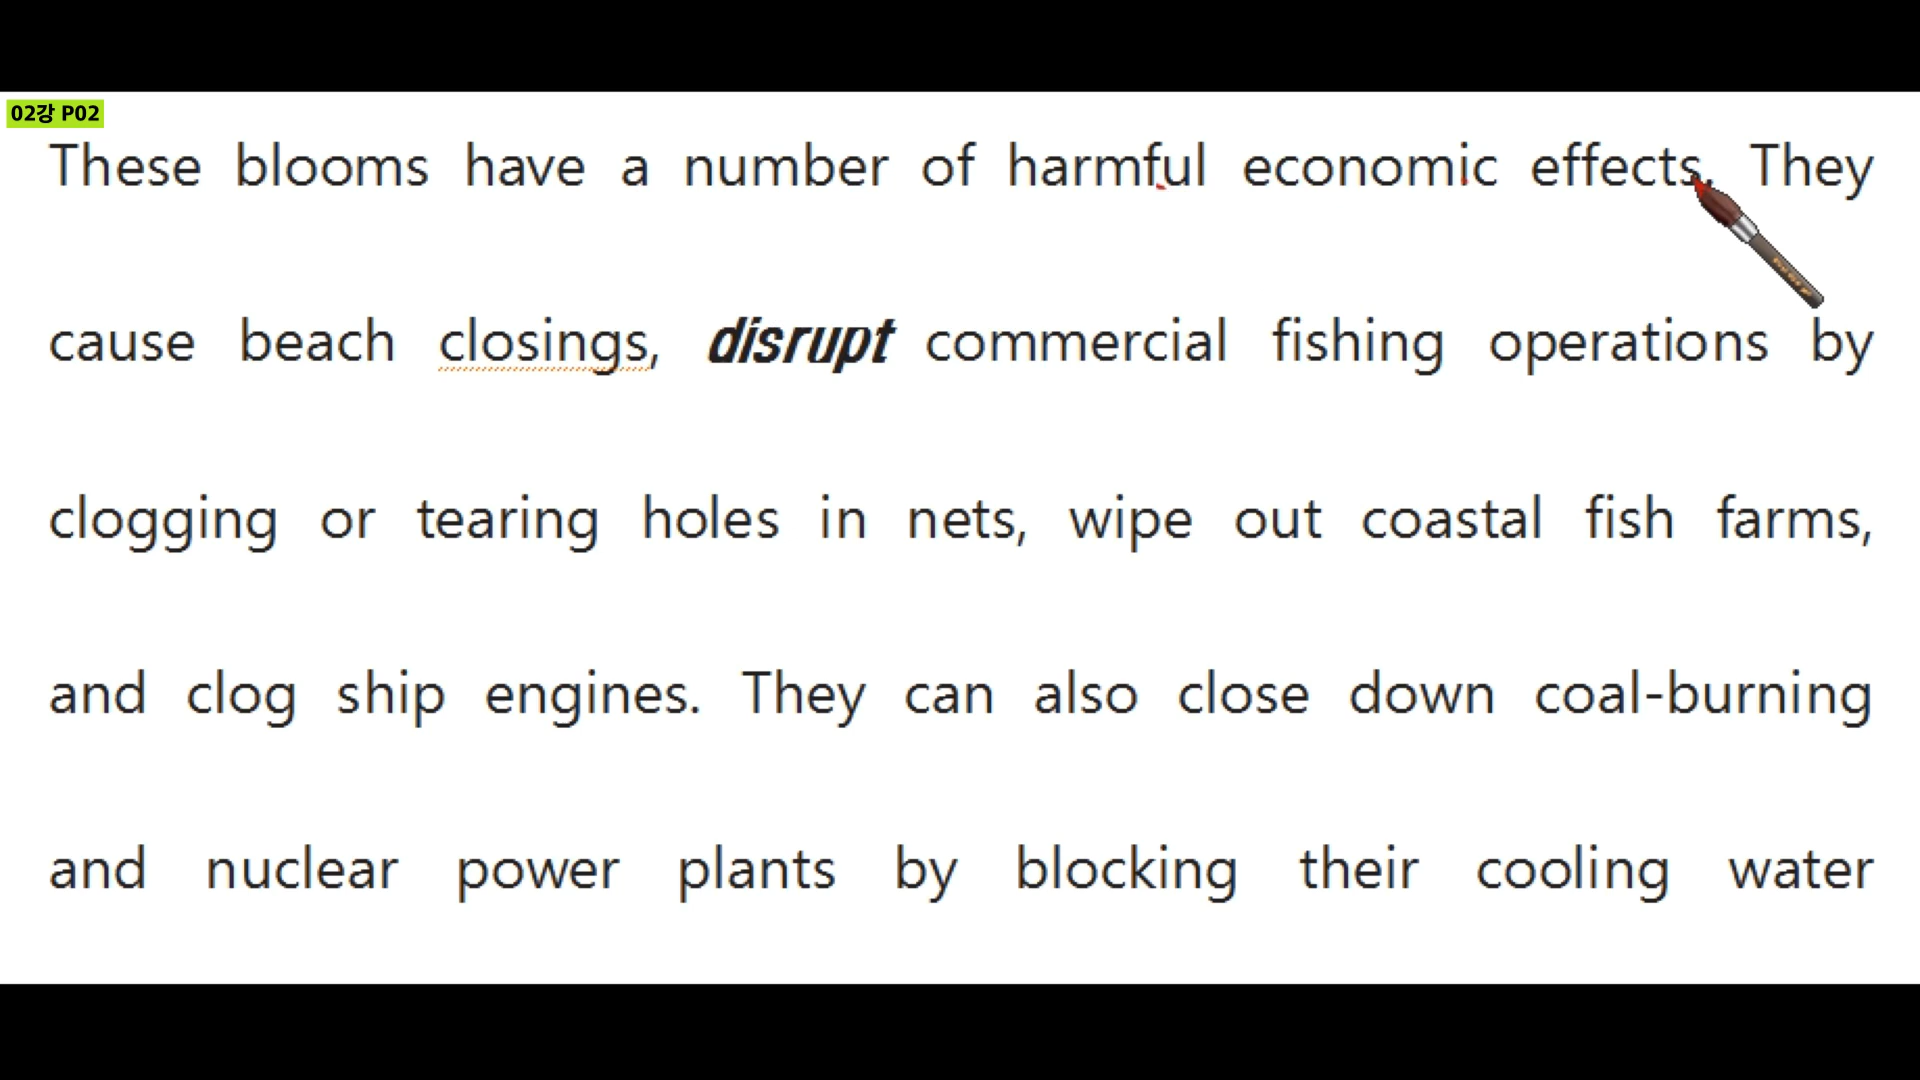 02강 P02
These blooms have a number of harmful economic effects. They
cause beach closings, disrupt commercial fishing operations by
clogging or tearing holes in nets, wipe out coastal fish farms,
and clog ship engines. They can also close down coal-burning
and nuclear power plants by blocking their cooling water